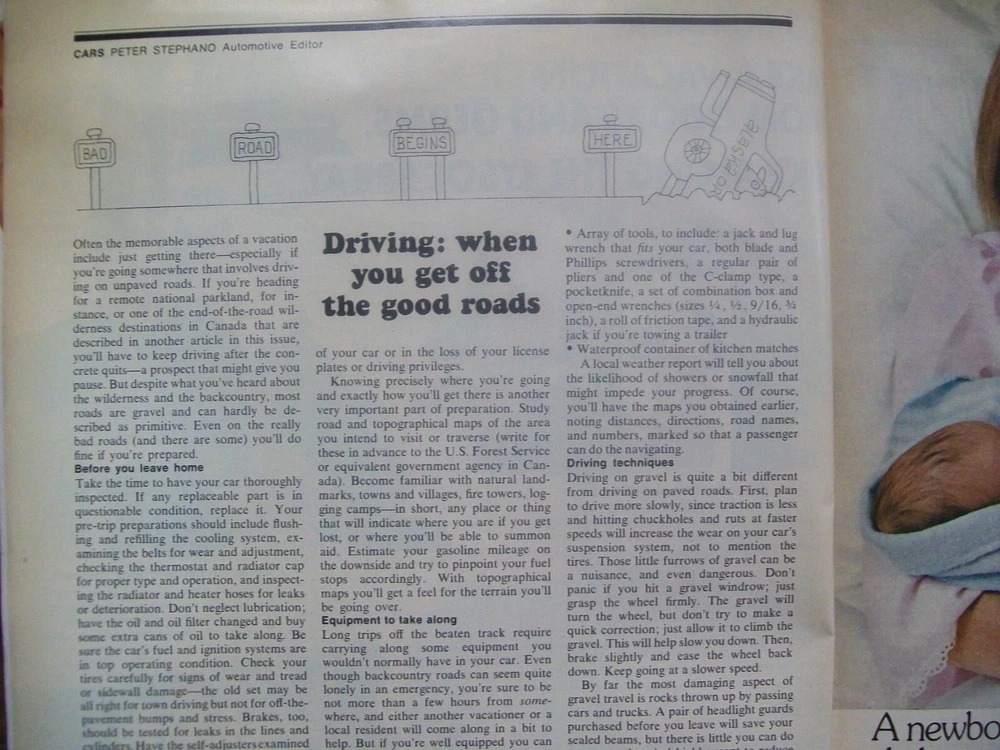 CARS PETER STEPHANO Automotive Editor
BAD
ROAD
BEGINS
HERE
alaska or
Often the memorable aspects of a vacation
include just getting there—especially if
you're going somewhere that involves driv-
ing on unpaved roads. If you're heading
for a remote national parkland, for in-
stance, or one of the end-of-the-road wil-
derness destinations in Canada that are
described in another article in this issue,
you'll have to keep driving after the con-
crete quits—a prospect that might give you
pause. But despite what you've heard about
the wilderness and the backcountry, most
roads are gravel and can hardly be de-
scribed as primitive. Even on the really
bad roads (and there are some) you'll do
fine if you're prepared.
Before you leave home
Take the time to have your car thoroughly
inspected. If any replaceable part is in
questionable condition, replace it. Your
pre-trip preparations should include flush-
ing and refilling the cooling system, ex-
amining the belts for wear and adjustment,
checking the thermostat and radiator cap
for proper type and operation, and inspect-
ing the radiator and heater hoses for leaks
or deterioration. Don't neglect lubrication;
have the oil and oil filter changed and buy
some extra cans of oil to take along. Be
sure the car's fuel and ignition systems are
in top operating condition. Check your
tires carefully for signs of wear and tread
or sidewall damage—the old set may be
all right for town driving but not for off-the-
pavement bumps and stress. Brakes, too,
should be tested for leaks in the lines and
cylinders. Have the self-adjusters examined
Driving: when
you get off
the good roads
of your car or in the loss of your license
plates or driving privileges.
Knowing precisely where you're going
and exactly how you'll get there is another
very important part of preparation. Study
road and topographical maps of the area
you intend to visit or traverse (write for
these in advance to the U.S. Forest Service
or equivalent government agency in Can-
ada). Become familiar with natural land-
marks, towns and villages, fire towers, log-
ging camps—in short, any place or thing
that will indicate where you are if you get
lost, or where you'll be able to summon
aid. Estimate your gasoline mileage on
the downside and try to pinpoint your fuel
stops accordingly. With topographical
maps you'll get a feel for the terrain you'll
be going over.
Equipment to take along
Long trips off the beaten track require
carrying along some equipment you
wouldn't normally have in your car. Even
though backcountry roads can seem quite
lonely in an emergency, you're sure to be
not more than a few hours from some-
where, and either another vacationer or a
local resident will come along in a bit to
help. But if you're well equipped you can
• Array of tools, to include: a jack and lug
wrench that fits your car, both blade and
Phillips screwdrivers, a regular pair of
pliers and one of the C-clamp type, a
pocketknife, a set of combination box and
open-end wrenches (sizes ¼, ½, 9/16, ¾
inch), a roll of friction tape, and a hydraulic
jack if you're towing a trailer
• Waterproof container of kitchen matches
A local weather report will tell you about
the likelihood of showers or snowfall that
might impede your progress. Of course,
you'll have the maps you obtained earlier,
noting distances, directions, road names,
and numbers, marked so that a passenger
can do the navigating.
Driving techniques
Driving on gravel is quite a bit different
from driving on paved roads. First, plan
to drive more slowly, since traction is less
and hitting chuckholes and ruts at faster
speeds will increase the wear on your car's
suspension system, not to mention the
tires. Those little furrows of gravel can be
a nuisance, and even dangerous. Don't
panic if you hit a gravel windrow; just
grasp the wheel firmly. The gravel will
turn the wheel, but don't try to make a
quick correction; just allow it to climb the
gravel. This will help slow you down. Then,
brake slightly and ease the wheel back
down. Keep going at a slower speed.
By far the most damaging aspect of
gravel travel is rocks thrown up by passing
cars and trucks. A pair of headlight guards
purchased before you leave will save your
sealed beams, but there is little you can do
A newbo